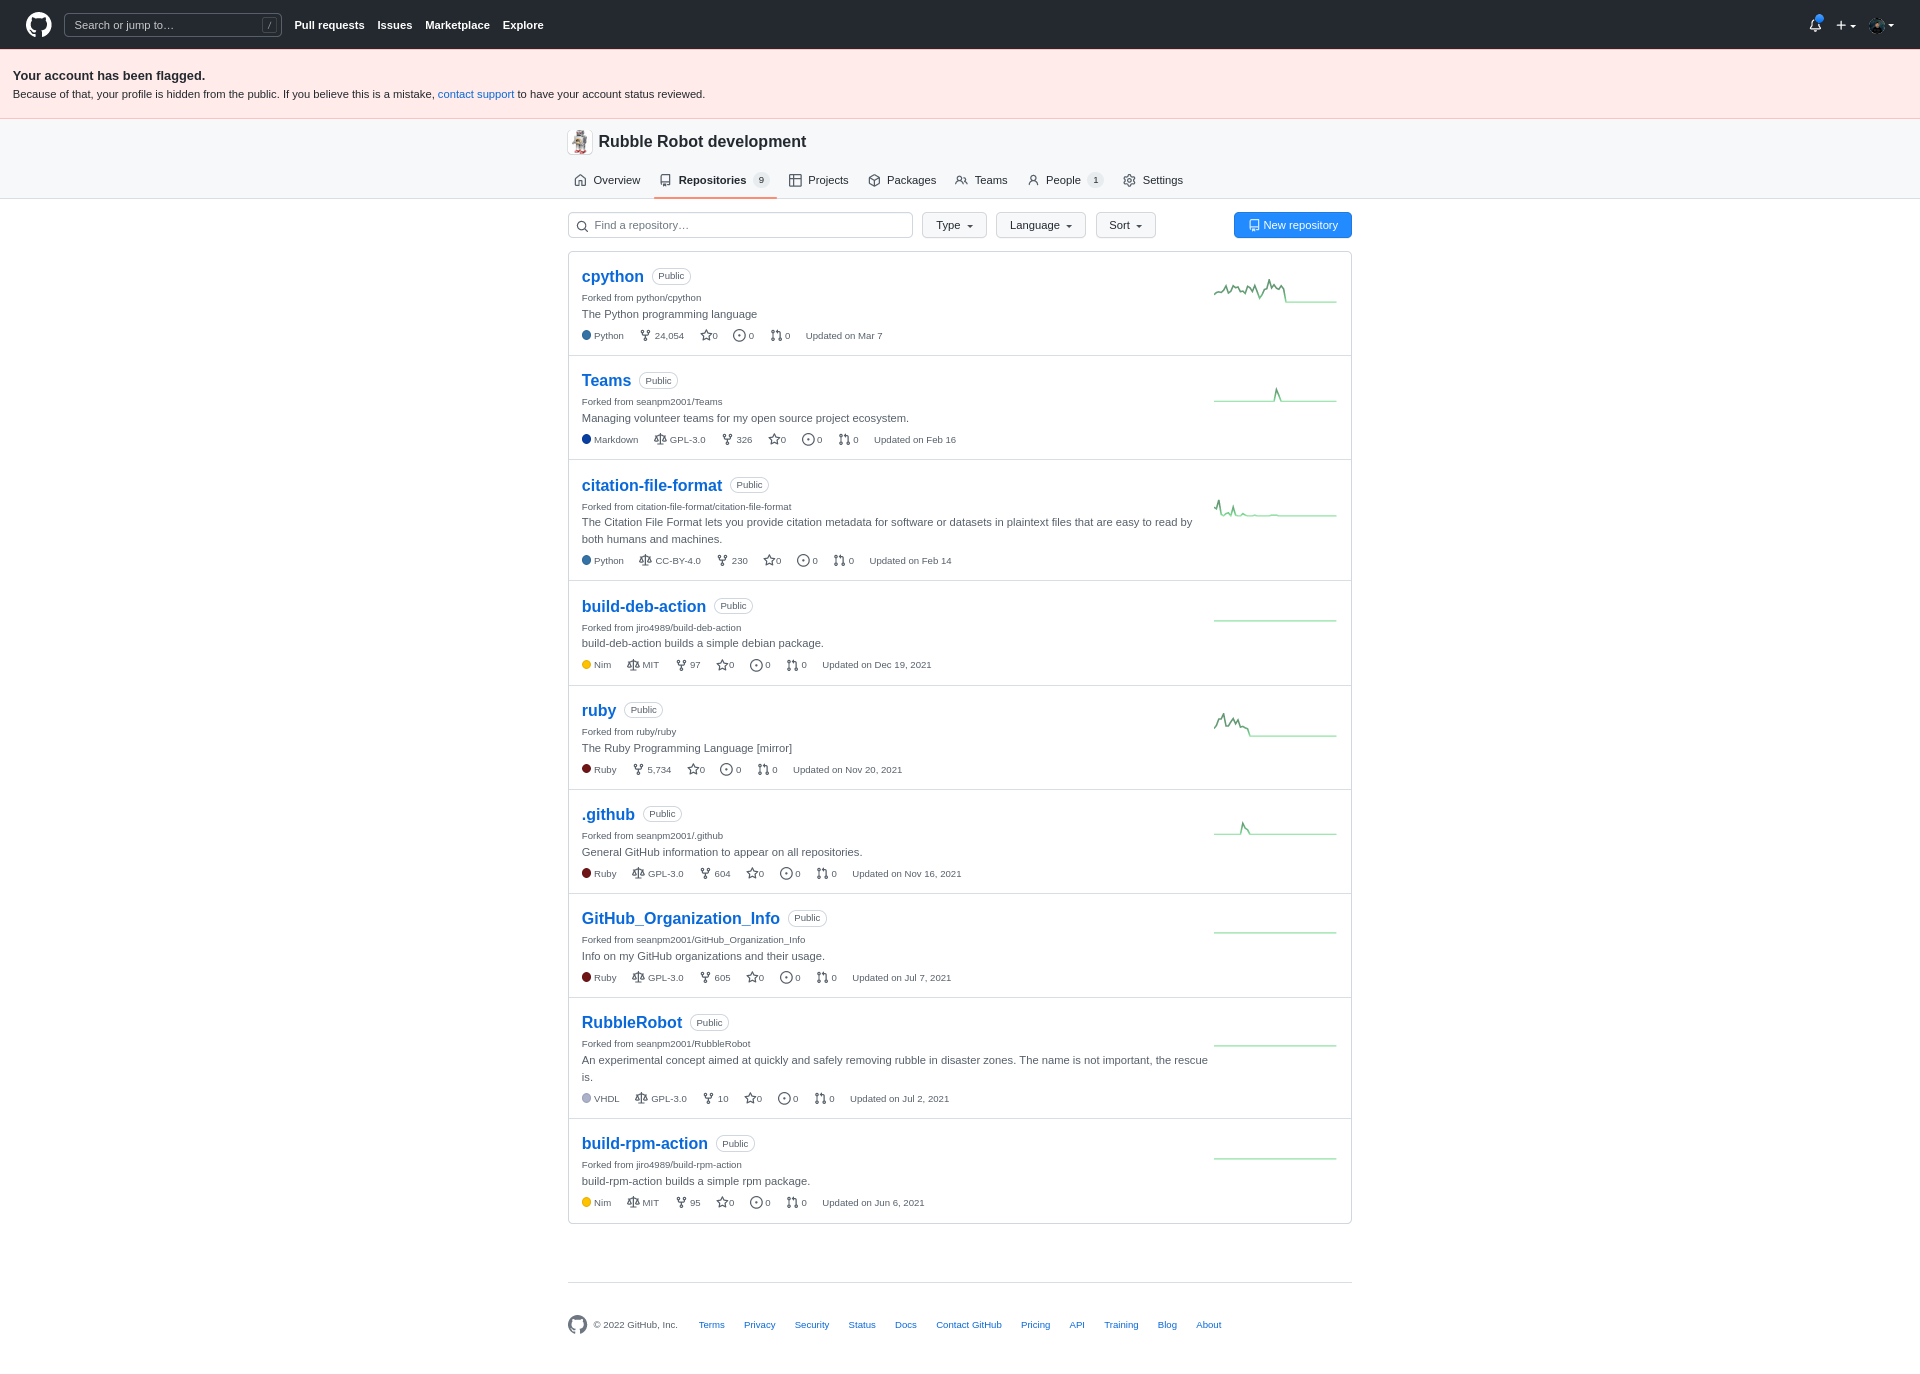 Search or jump to… /
Pull requests Issues Marketplace Explore
Your account has been flagged.
Because of that, your profile is hidden from the public. If you believe this is a mistake, contact support to have your account status reviewed.
Rubble Robot development
Overview Repositories 9 Projects Packages Teams People 1 Settings
Find a repository… Type Language Sort New repository
cpython Public
Forked from python/cpython
The Python programming language
Python 24,054 0 0 0 Updated on Mar 7
Teams Public
Forked from seanpm2001/Teams
Managing volunteer teams for my open source project ecosystem.
Markdown GPL-3.0 326 0 0 0 Updated on Feb 16
citation-file-format Public
Forked from citation-file-format/citation-file-format
The Citation File Format lets you provide citation metadata for software or datasets in plaintext files that are easy to read by
both humans and machines.
Python CC-BY-4.0 230 0 0 0 Updated on Feb 14
build-deb-action Public
Forked from jiro4989/build-deb-action
build-deb-action builds a simple debian package.
Nim MIT 97 0 0 0 Updated on Dec 19, 2021
ruby Public
Forked from ruby/ruby
The Ruby Programming Language [mirror]
Ruby 5,734 0 0 0 Updated on Nov 20, 2021
.github Public
Forked from seanpm2001/.github
General GitHub information to appear on all repositories.
Ruby GPL-3.0 604 0 0 0 Updated on Nov 16, 2021
GitHub_Organization_Info Public
Forked from seanpm2001/GitHub_Organization_Info
Info on my GitHub organizations and their usage.
Ruby GPL-3.0 605 0 0 0 Updated on Jul 7, 2021
RubbleRobot Public
Forked from seanpm2001/RubbleRobot
An experimental concept aimed at quickly and safely removing rubble in disaster zones. The name is not important, the rescue
is.
VHDL GPL-3.0 10 0 0 0 Updated on Jul 2, 2021
build-rpm-action Public
Forked from jiro4989/build-rpm-action
build-rpm-action builds a simple rpm package.
Nim MIT 95 0 0 0 Updated on Jun 6, 2021
© 2022 GitHub, Inc. Terms Privacy Security Status Docs Contact GitHub Pricing API Training Blog About